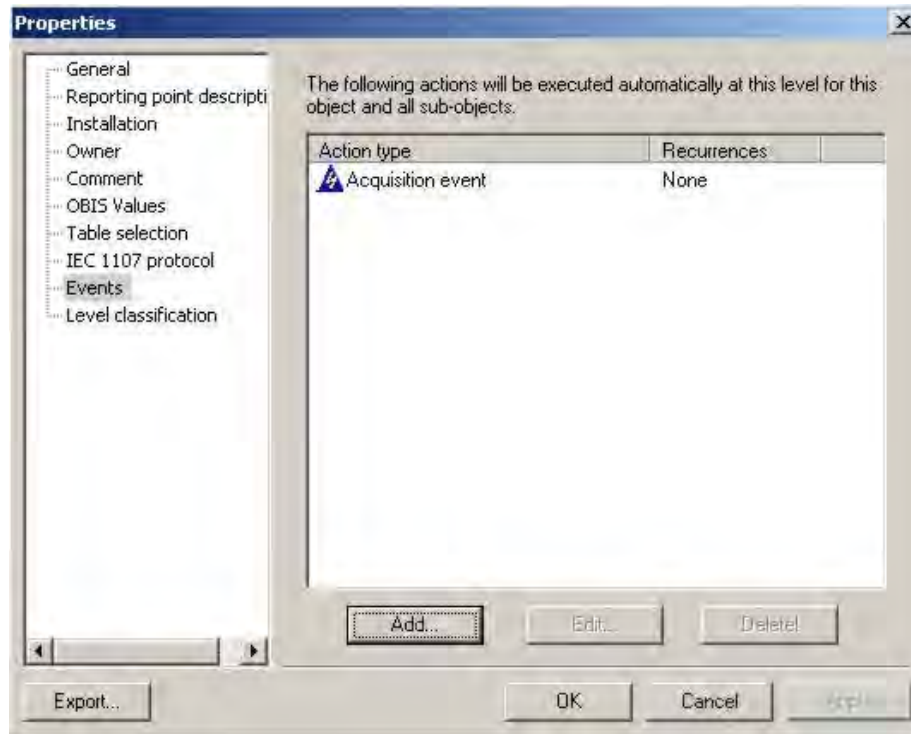 Properties
General
Reporting point descripti
Installation
Owner
Comment
OBIS Values
Table selection
IEC 1107 protocol
Events
Level classification
The following actions will be executed automatically at this level for this
object and all sub-objects.
Action type Recurrences
Acquisition event None
Add... Edit... Delete!
Export... OK Cancel